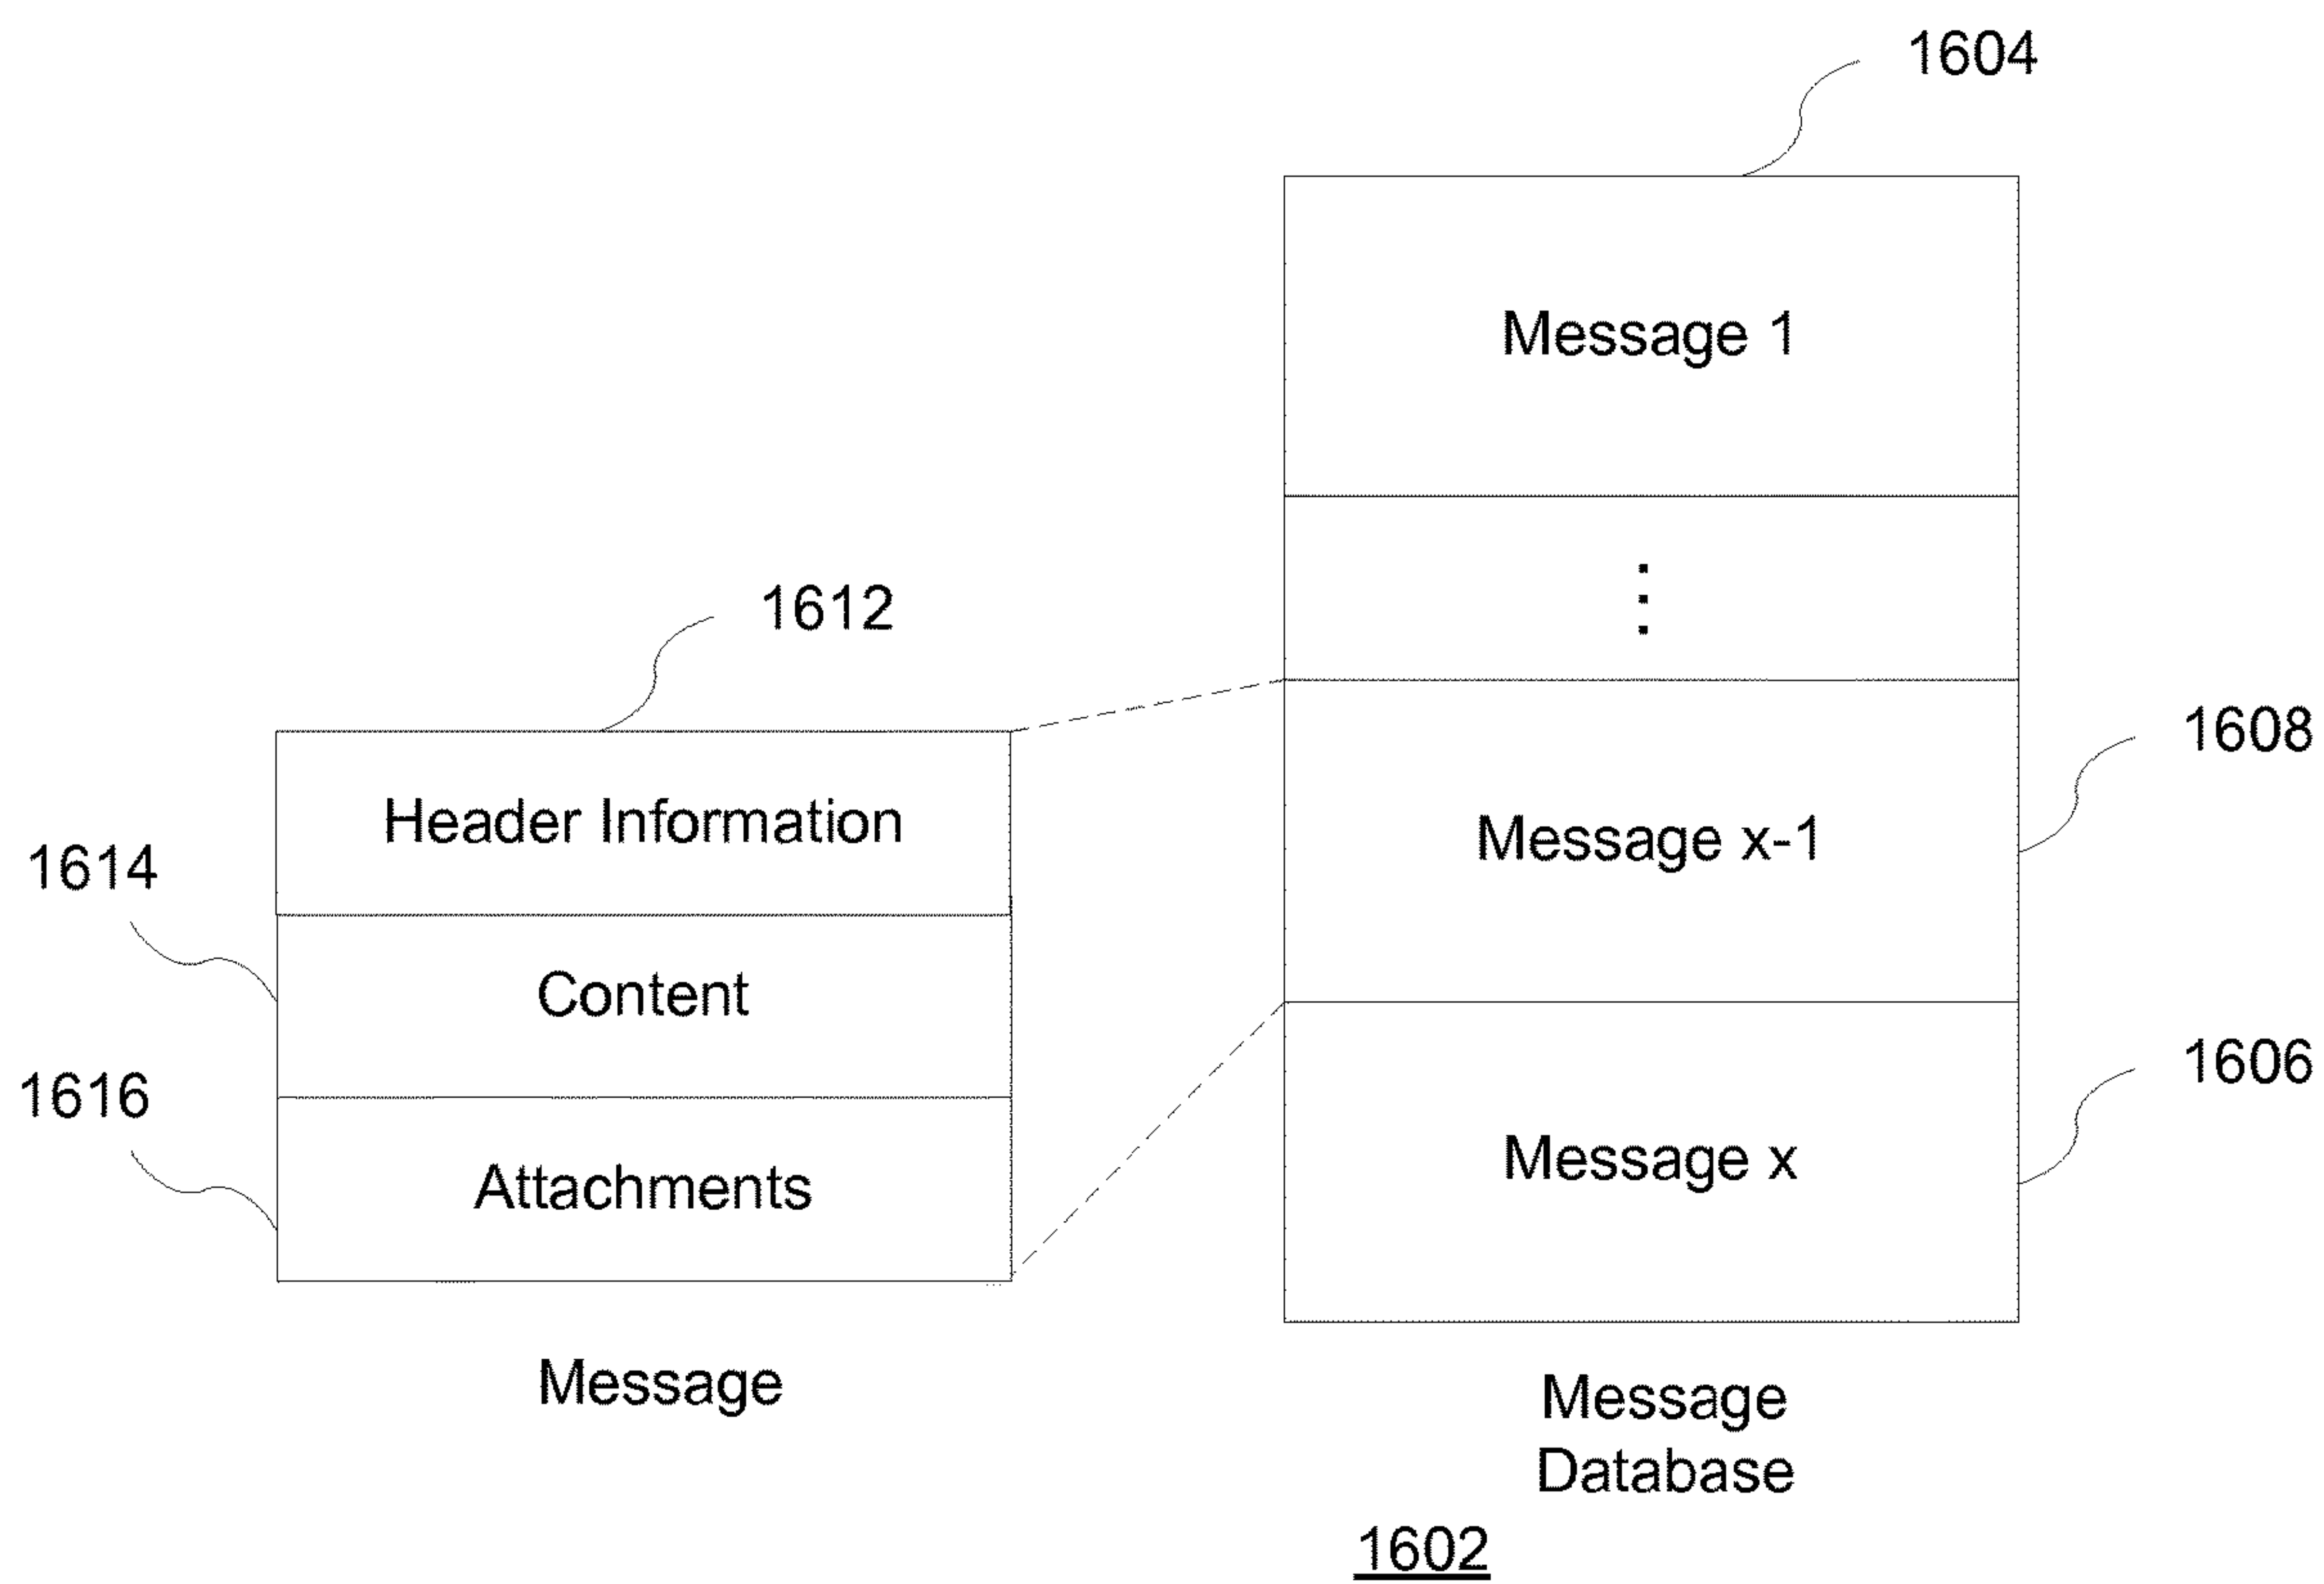 1604
Message 1
⋮
1612
1608
Header Information
Message x-1
1614
Content
1606
1616
Message x
Attachments
Message
Message
Database
1602